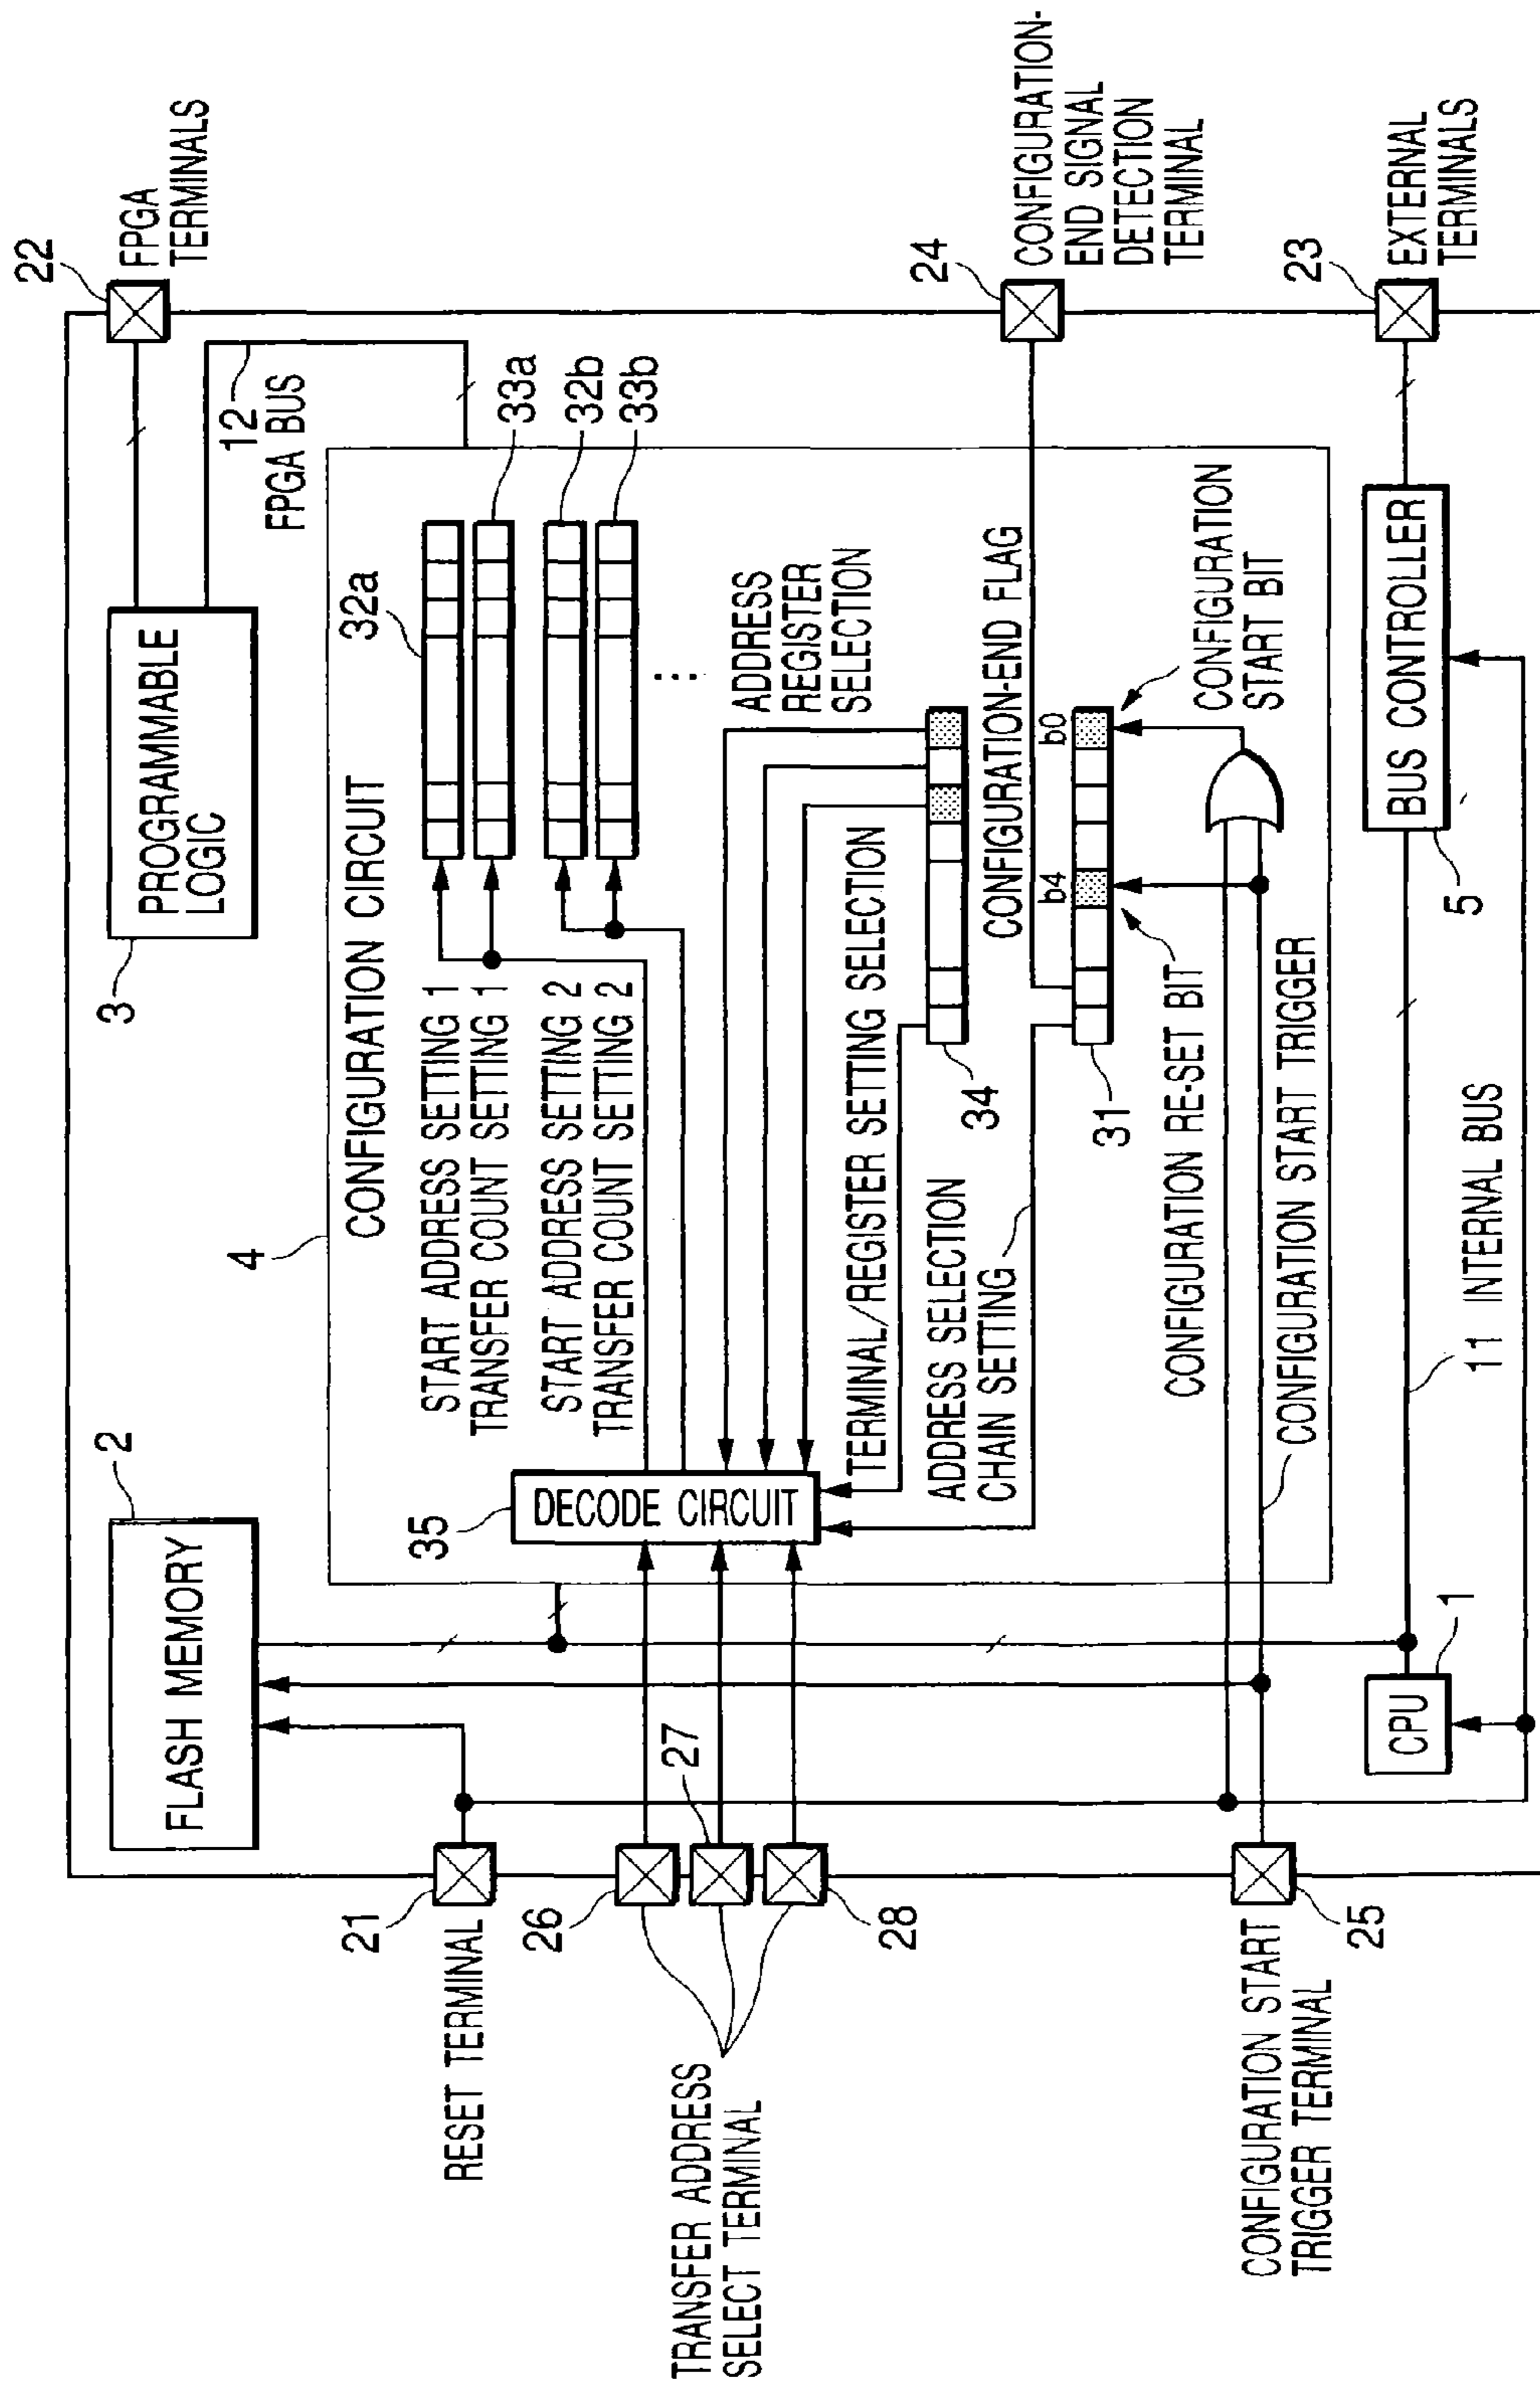 22
FPGA
TERMINALS
3
PROGRAMMABLE
LOGIC
12
FPGA BUS
2
FLASH MEMORY
4
CONFIGURATION CIRCUIT
32a
33a
32b
33b
START ADDRESS SETTING 1
TRANSFER COUNT SETTING 1
START ADDRESS SETTING 2
TRANSFER COUNT SETTING 2
21
RESET TERMINAL
35
DECODE CIRCUIT
26
27
28
TRANSFER ADDRESS
SELECT TERMINAL
ADDRESS
REGISTER
SELECTION
TERMINAL/REGISTER SETTING SELECTION
34
ADDRESS SELECTION
CHAIN SETTING
CONFIGURATION-END FLAG
24
CONFIGURATION-
END SIGNAL
DETECTION
TERMINAL
b4
b0
31
CONFIGURATION RE-SET BIT
CONFIGURATION
START BIT
CONFIGURATION START TRIGGER
25
CONFIGURATION START
TRIGGER TERMINAL
23
EXTERNAL
TERMINALS
BUS CONTROLLER
5
CPU
1
11 INTERNAL BUS